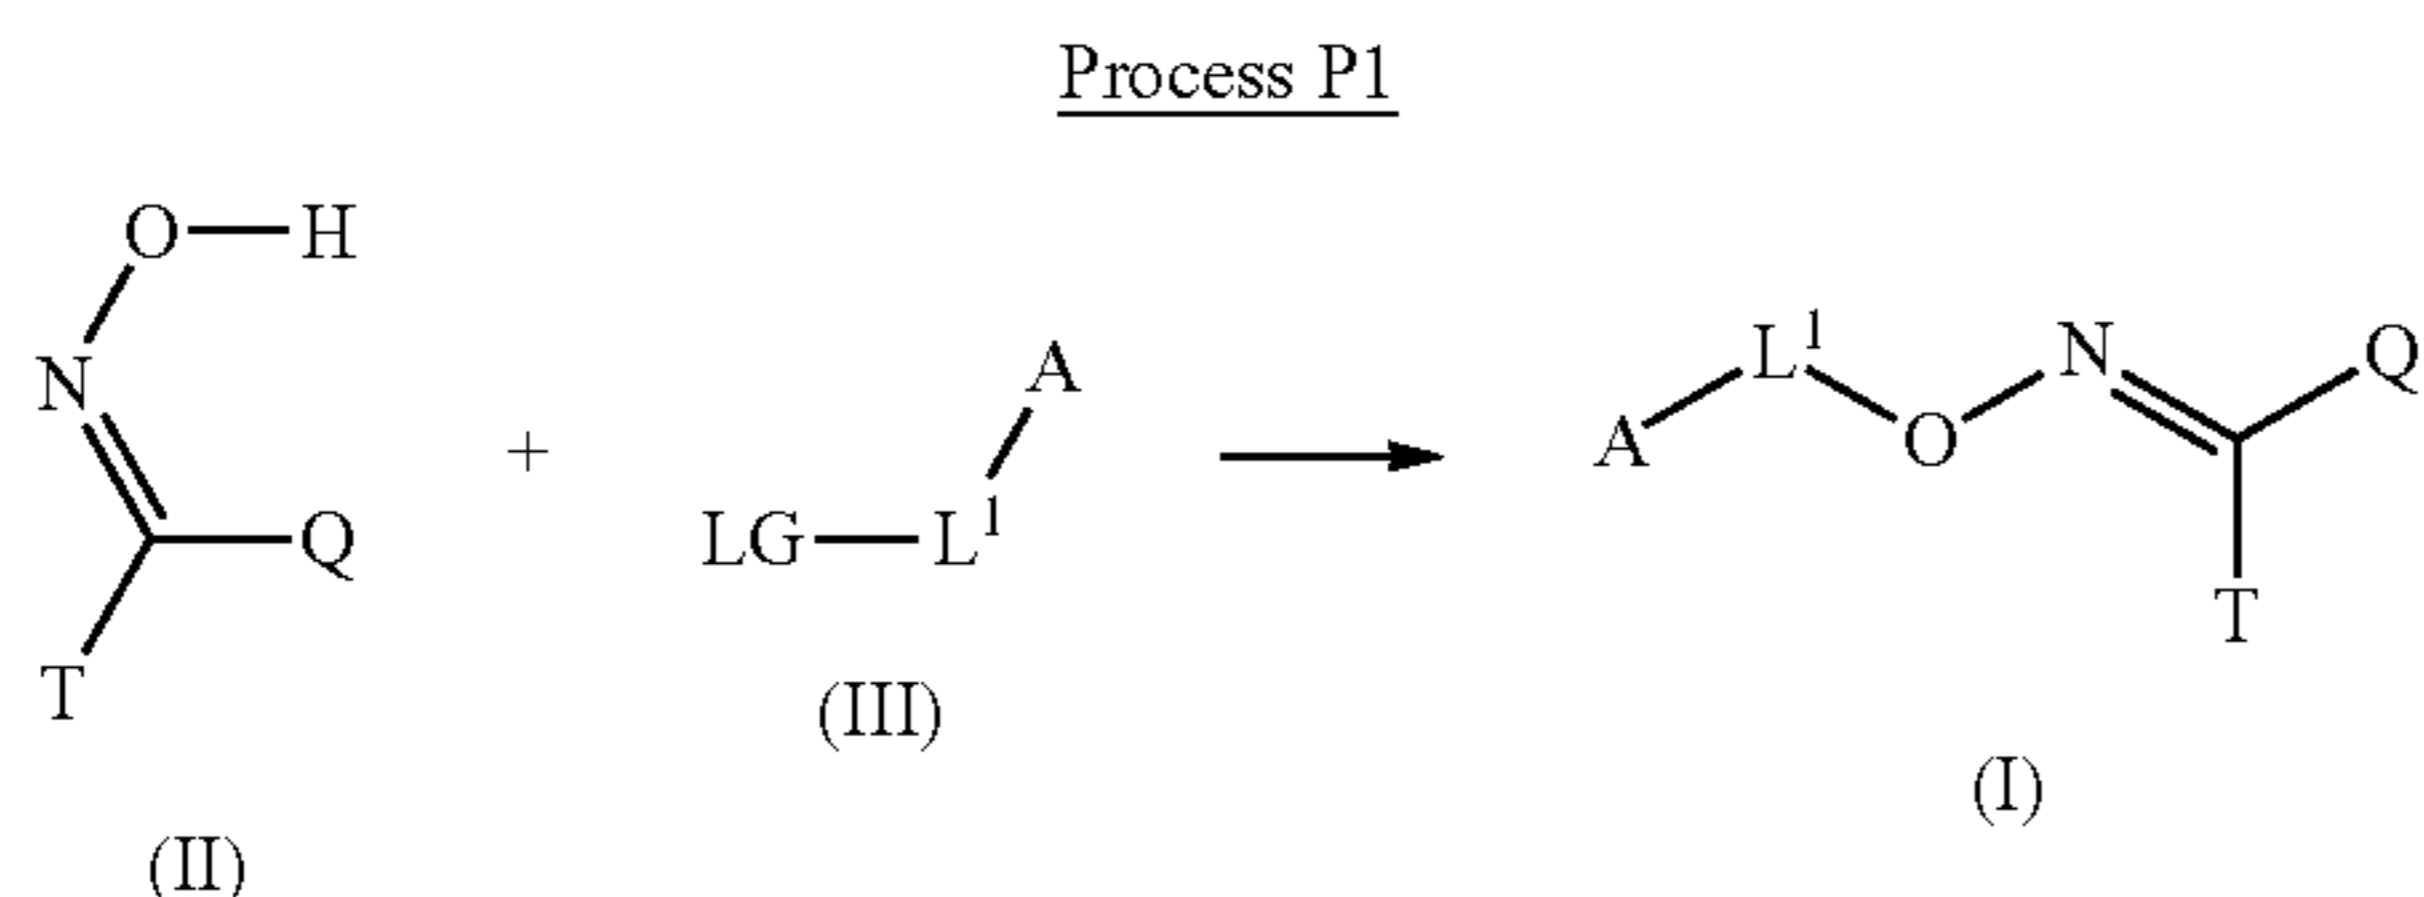 Process P1
O—H
N
Q
T
(II)
+
A
LG—L¹
(III)
A L¹ O N Q
T
(I)